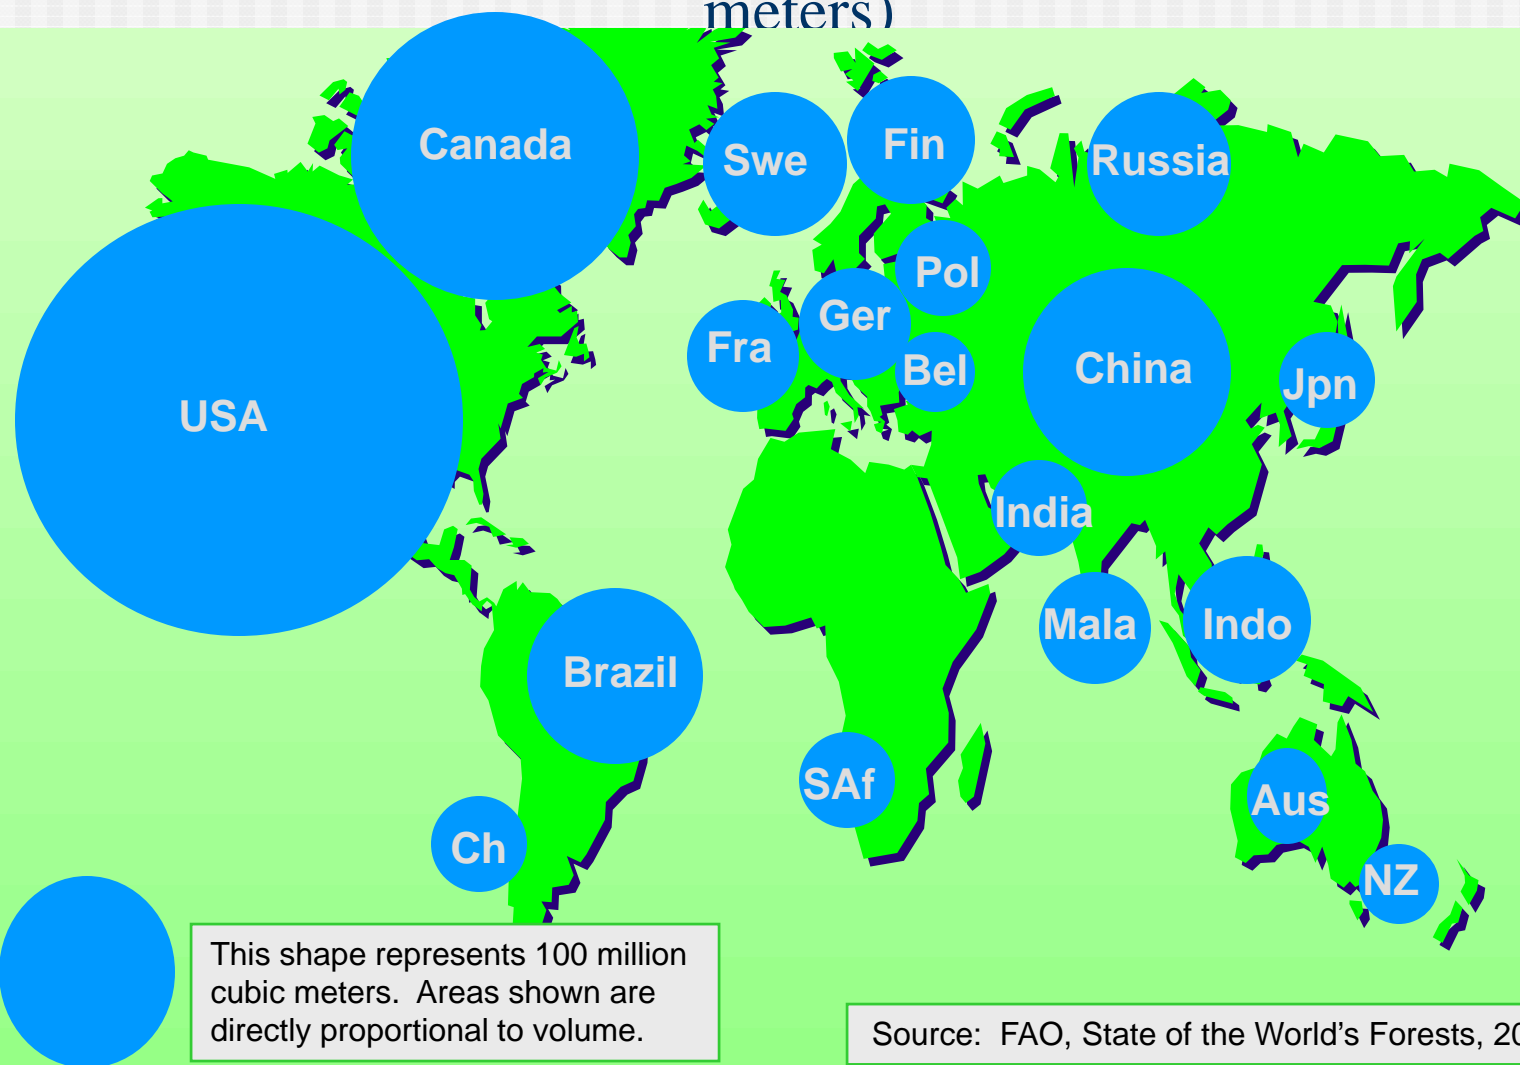 meters)
Canada
Swe
Fin
Russia
Pol
Ger
Fra
Bel
China
Jpn
USA
India
Mala
Indo
Brazil
SAf
Aus
Ch
NZ
This shape represents 100 million
cubic meters.  Areas shown are
directly proportional to volume.
Source:  FAO, State of the World's Forests, 20